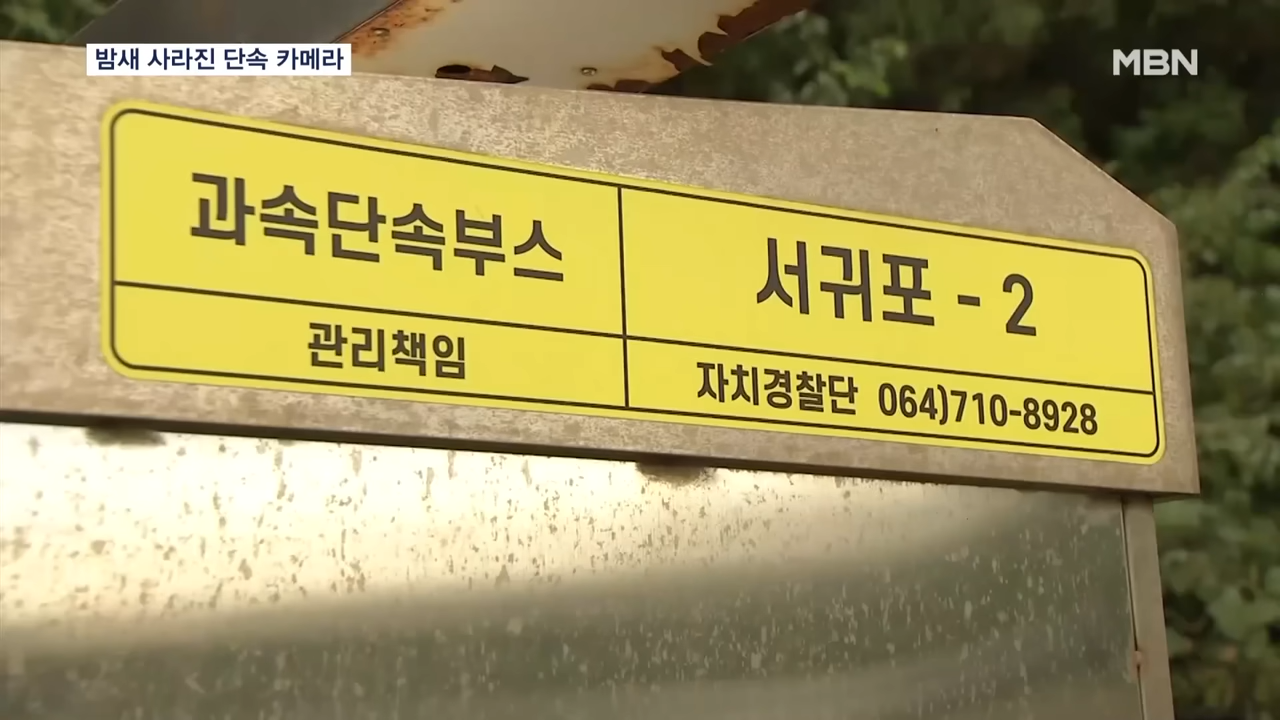 밤새 사라진 단속 카메라
MBN
과속단속부스
서귀포 - 2
관리책임
자치경찰단 064)710-8928